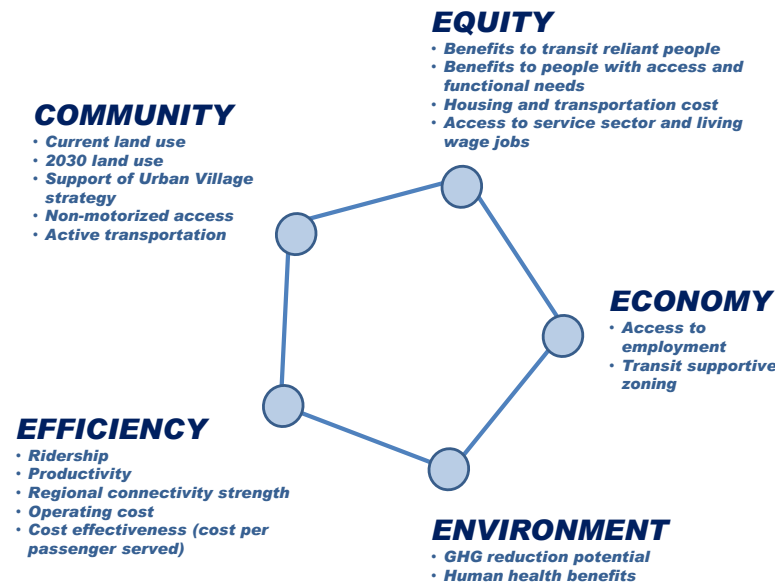 EQUITY
• Benefits to transit reliant people
• Benefits to people with access and
functional needs
• Housing and transportation cost
• Access to service sector and living
wage jobs
COMMUNITY
• Current land use
• 2030 land use
• Support of Urban Village
strategy
• Non-motorized access
• Active transportation
ECONOMY
• Access to
employment
• Transit supportive
zoning
EFFICIENCY
• Ridership
• Productivity
• Regional connectivity strength
• Operating cost
• Cost effectiveness (cost per
passenger served)
ENVIRONMENT
• GHG reduction potential
• Human health benefits